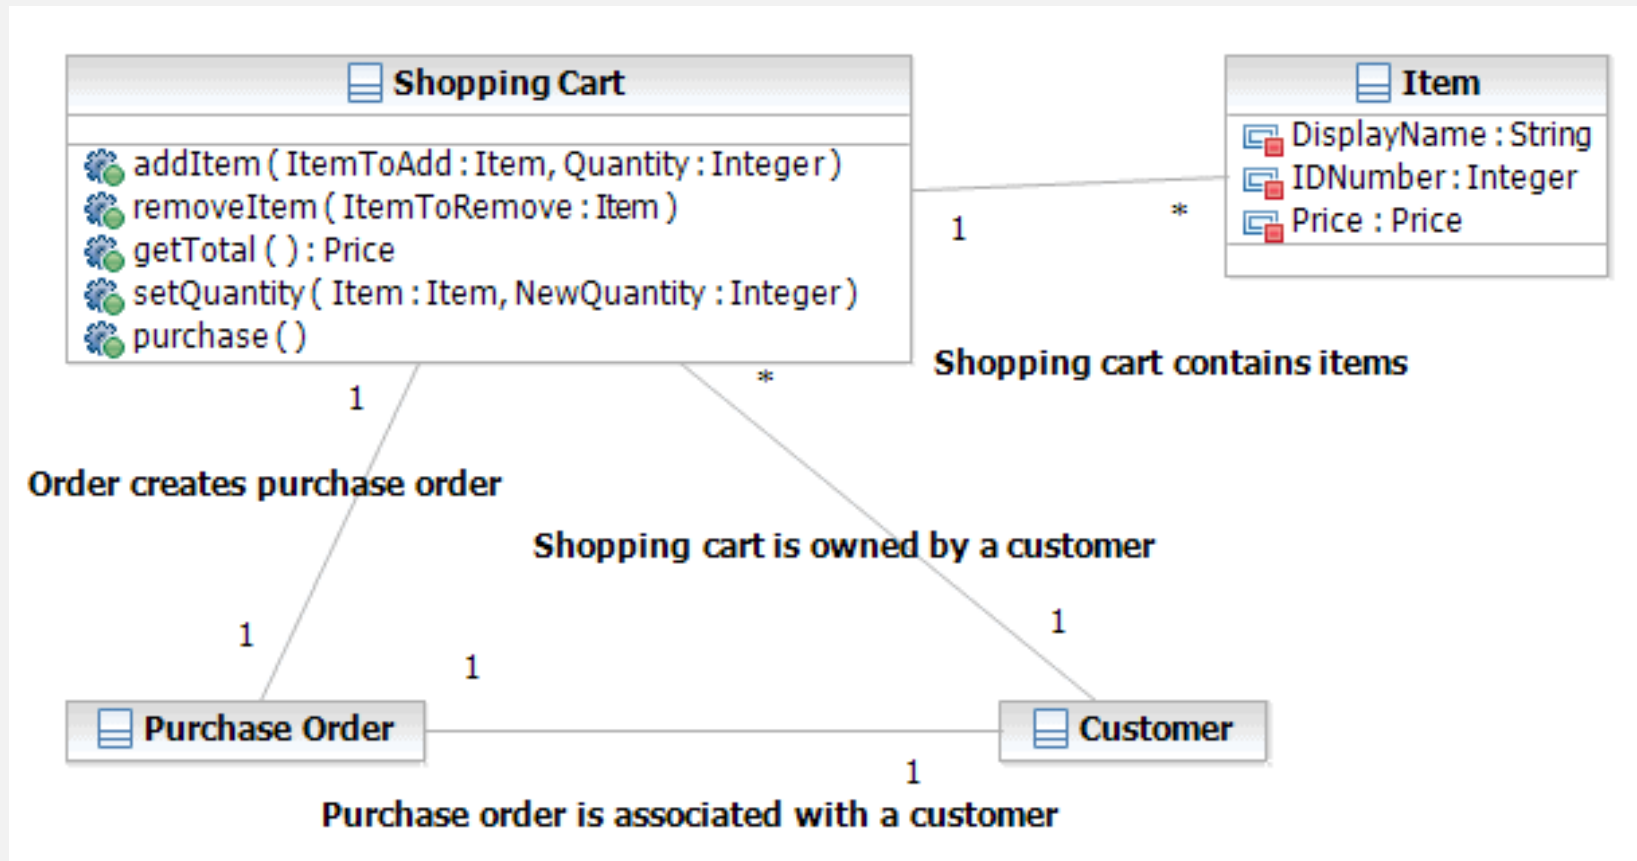 Shopping Cart
addItem ( ItemToAdd : Item, Quantity : Integer )
removeItem ( ItemToRemove : Item )
getTotal ( ) : Price
setQuantity ( Item : Item, NewQuantity : Integer )
purchase ( )
Item
DisplayName : String
IDNumber : Integer
Price : Price
1
*
Shopping cart contains items
1
*
Order creates purchase order
Shopping cart is owned by a customer
1
1
1
Purchase Order
Customer
1
Purchase order is associated with a customer